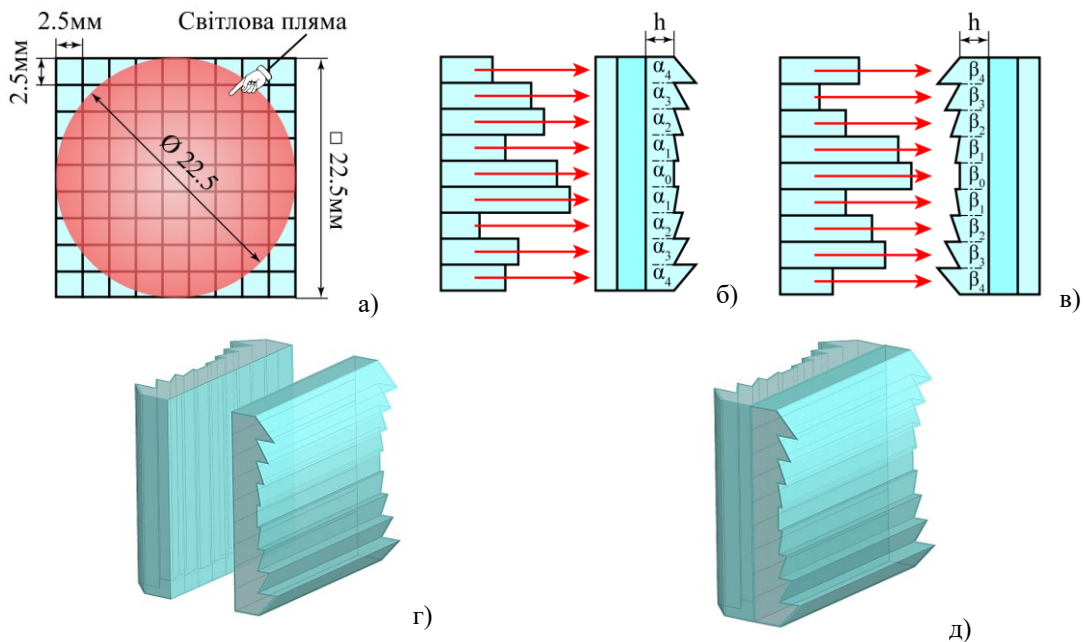 2.5мм
Світлова пляма
2.5мм
Ø 22.5
□ 22.5мм
а)
h
α₄
α₃
α₂
α₁
α₀
α₁
α₂
α₃
α₄
б)
h
β₄
β₃
β₂
β₁
β₀
β₁
β₂
β₃
β₄
в)
г)
д)